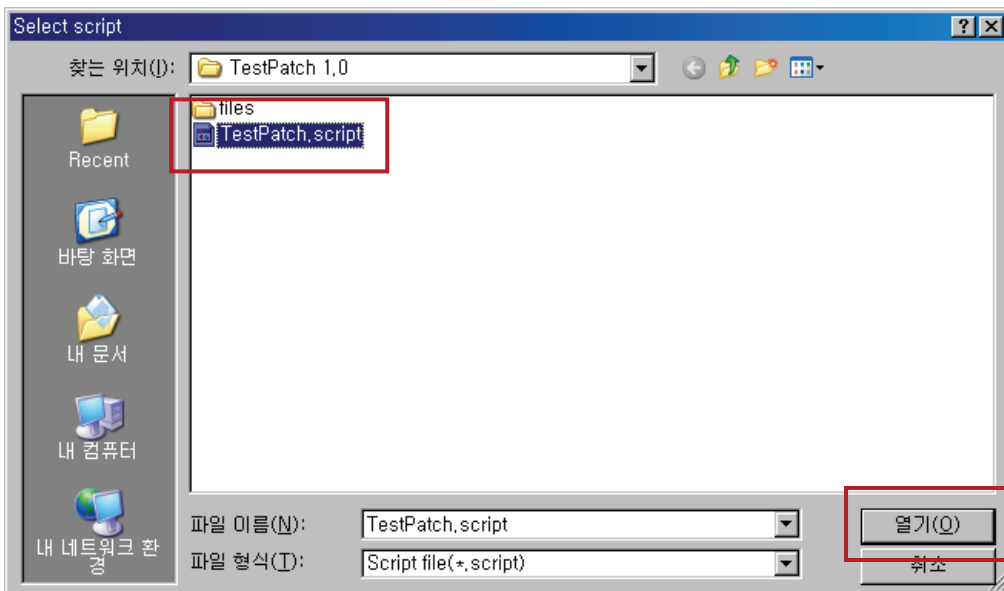 Select script
찾는 위치(I): TestPatch 1.0
files
TestPatch.script
Recent
바탕 화면
내 문서
내 컴퓨터
내 네트워크 환
경
파일 이름(N): TestPatch.script 열기(O)
파일 형식(T): Script file(*.script) 취소